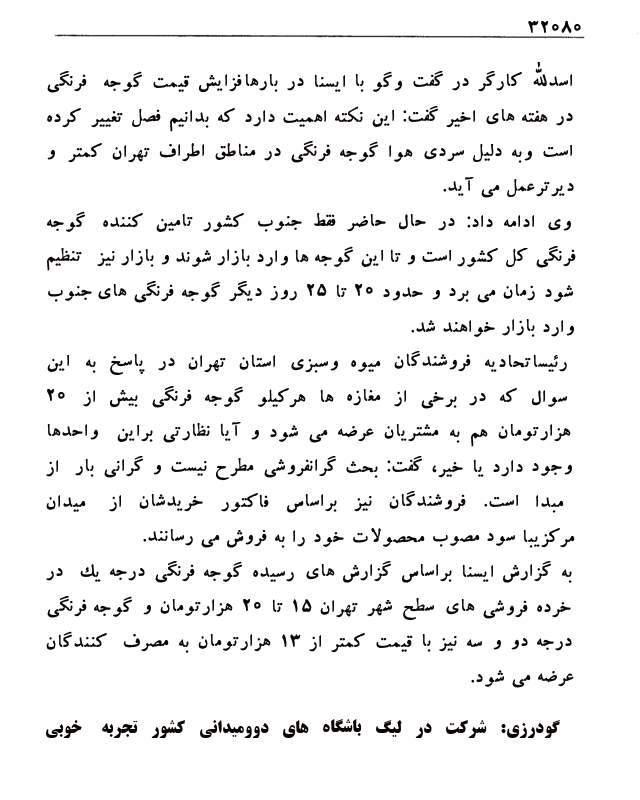 ۳۲۰۸۰
اسدالله کارگر در گفت وگو با ایسنا در بارهافزایش قیمت گوجه فرنگی
در هفته های اخیر گفت: این نکته اهمیت دارد که بدانیم فصل تغییر کرده
است وبه دلیل سردی هوا گوجه فرنگی در مناطق اطراف تهران کمتر و
دیرترعمل می آید.
وی ادامه داد: در حال حاضر فقط جنوب کشور تامین کننده گوجه
فرنگی کل کشور است و تا این گوجه ها وارد بازار شوند و بازار نیز تنظیم
شود زمان می برد و حدود ۲۰ تا ۲۵ روز دیگر گوجه فرنگی های جنوب
وارد بازار خواهند شد.
رئیساتحادیه فروشندگان میوه وسبزی استان تهران در پاسخ به این
سوال که در برخی از مغازه ها هرکیلو گوجه فرنگی بیش از ۲۰
هزارتومان هم به مشتریان عرضه می شود و آیا نظارتی براین واحدها
وجود دارد یا خیر، گفت: بحث گرانفروشی مطرح نیست و گرانی بار از
مبدا است. فروشندگان نیز براساس فاکتور خریدشان از میدان
مرکزیبا سود مصوب محصولات خود را به فروش می رسانند.
به گزارش ایسنا براساس گزارش های رسیده گوجه فرنگی درجه یك در
خرده فروشی های سطح شهر تهران ۱۵ تا ۲۰ هزارتومان و گوجه فرنگی
درجه دو و سه نیز با قیمت کمتر از ۱۳ هزارتومان به مصرف کنندگان
عرضه می شود.
گودرزی: شرکت در لیگ باشگاه های دوومیدانی کشور تجربه خوبی